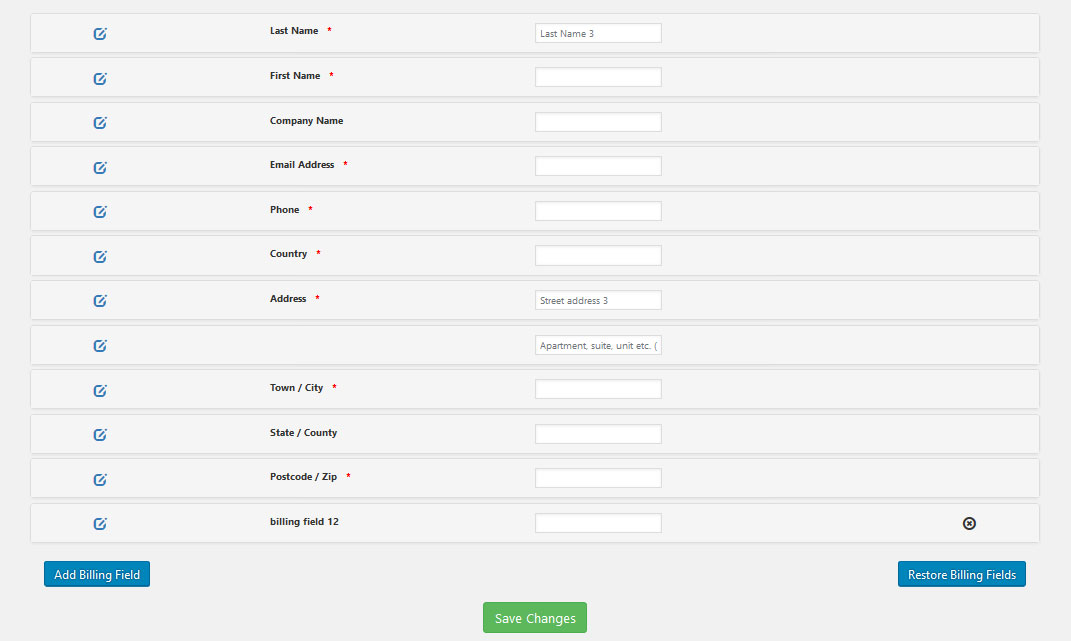 Last Name *
Last Name 3
First Name *
Company Name
Email Address *
Phone *
Country *
Address *
Street address 3
Apartment, suite, unit etc. (
Town / City *
State / County
Postcode / Zip *
billing field 12
Add Billing Field
Restore Billing Fields
Save Changes